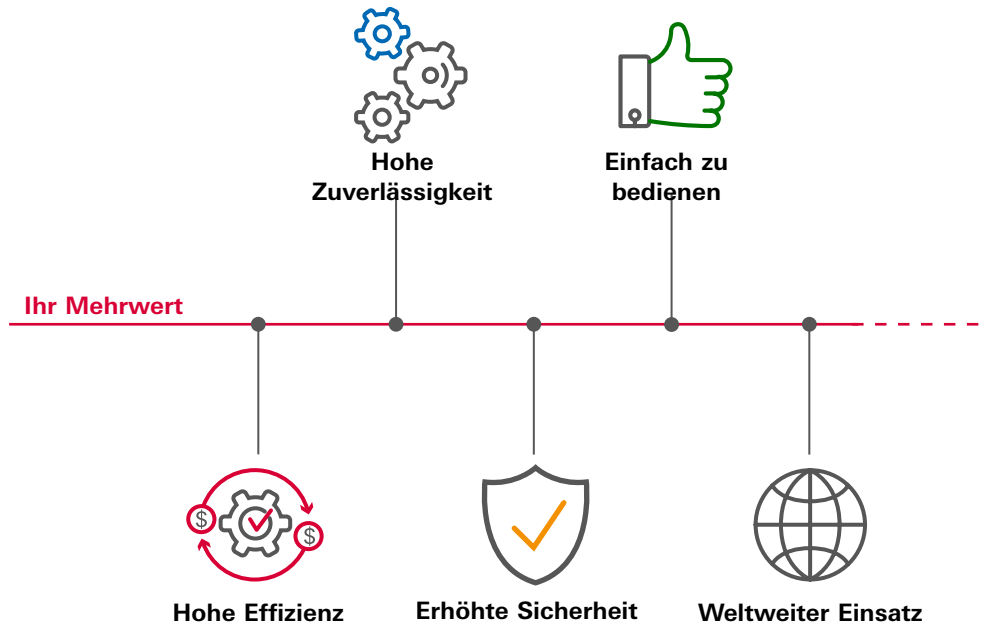 Hohe
Zuverlässigkeit
Einfach zu
bedienen
Ihr Mehrwert
$
$
Hohe Effizienz
Erhöhte Sicherheit
Weltweiter Einsatz